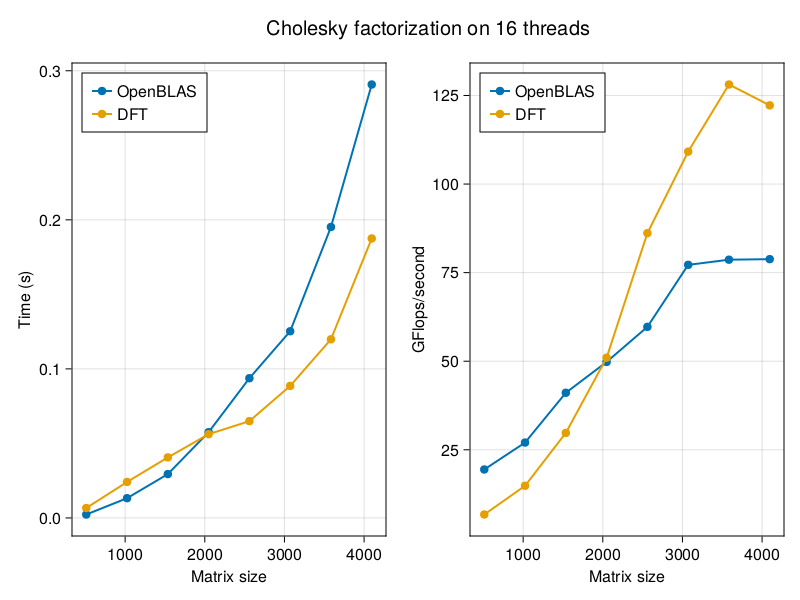 Cholesky factorization on 16 threads
OpenBLAS
DFT
0.3
0.2
0.1
0.0
Time (s)
1000 2000 3000 4000
Matrix size
OpenBLAS
DFT
125
100
75
50
25
GFlops/second
1000 2000 3000 4000
Matrix size